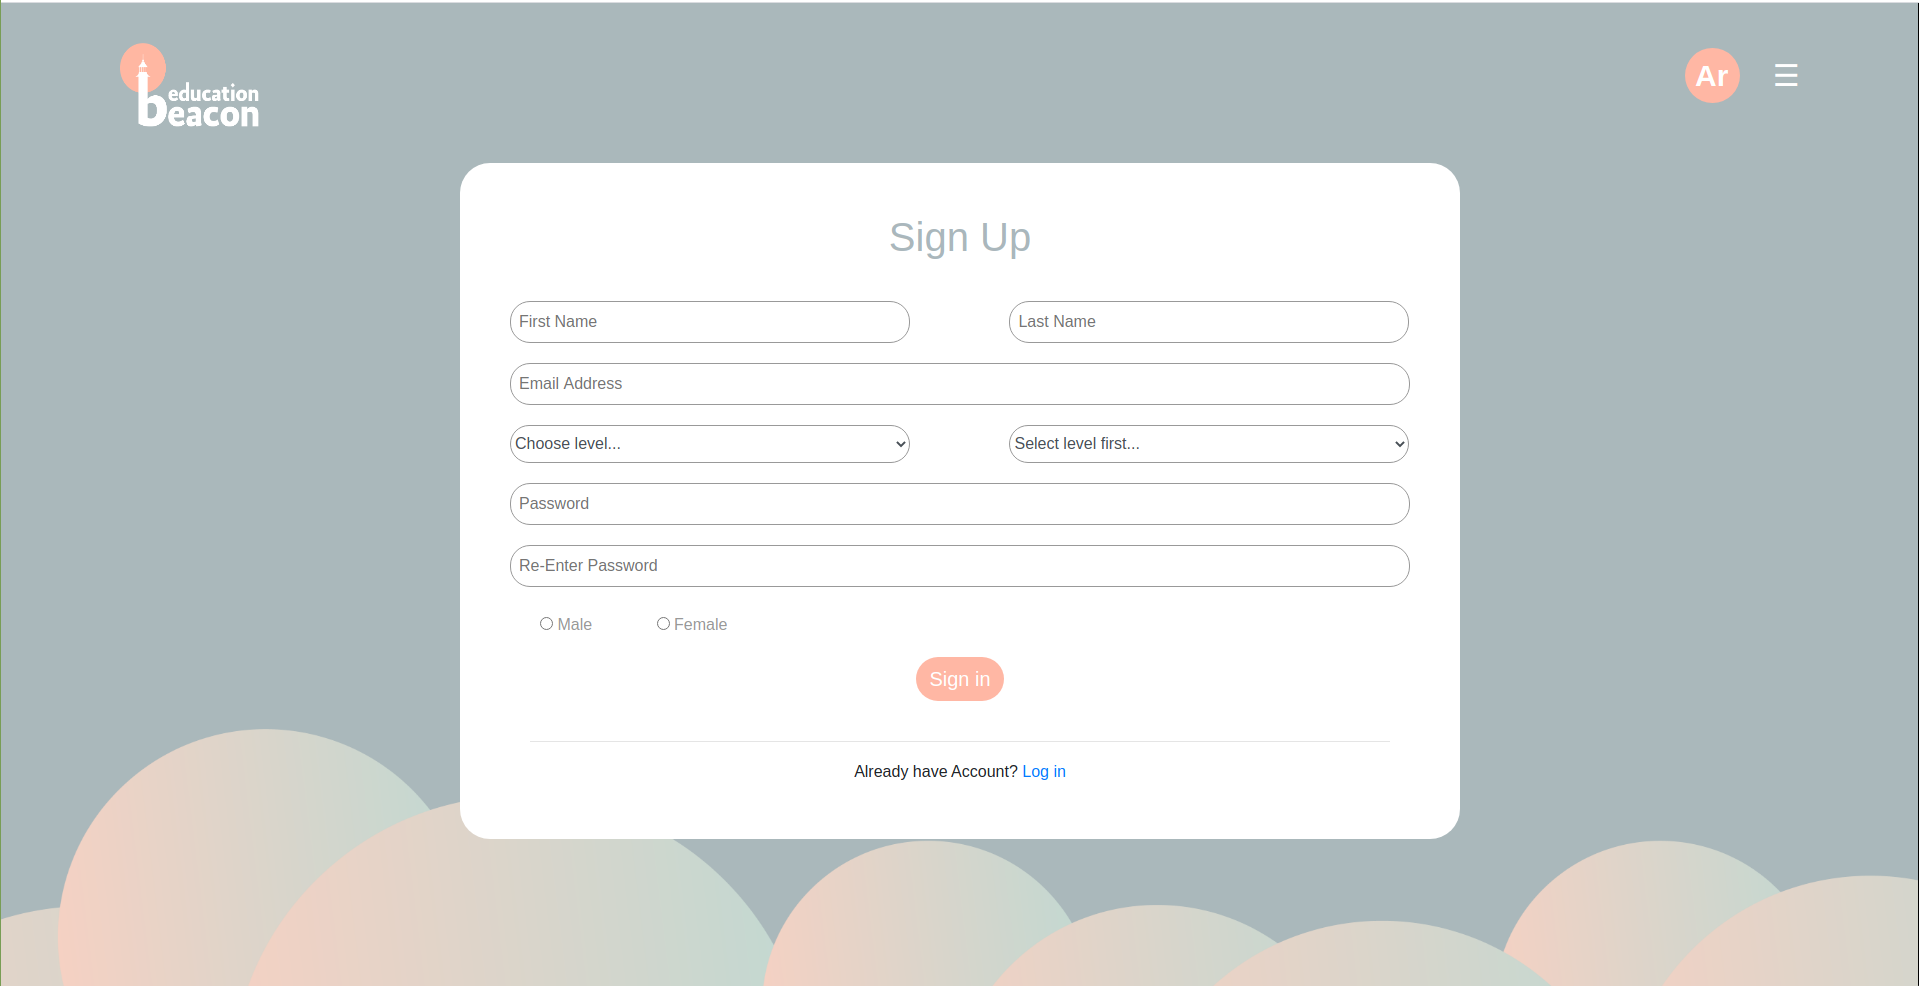 education
beacon
Ar
Sign Up
First Name
Last Name
Email Address
Choose level...
Select level first...
Password
Re-Enter Password
Male
Female
Sign in
Already have Account? Log in